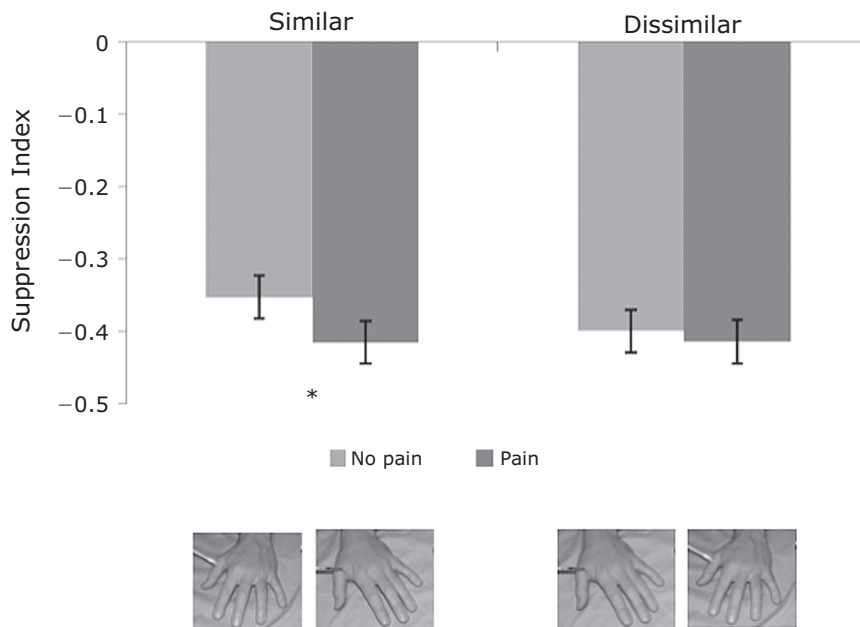 Similar
Dissimilar
0
−0.1
−0.2
−0.3
−0.4
−0.5
Suppression Index
*
No pain
Pain